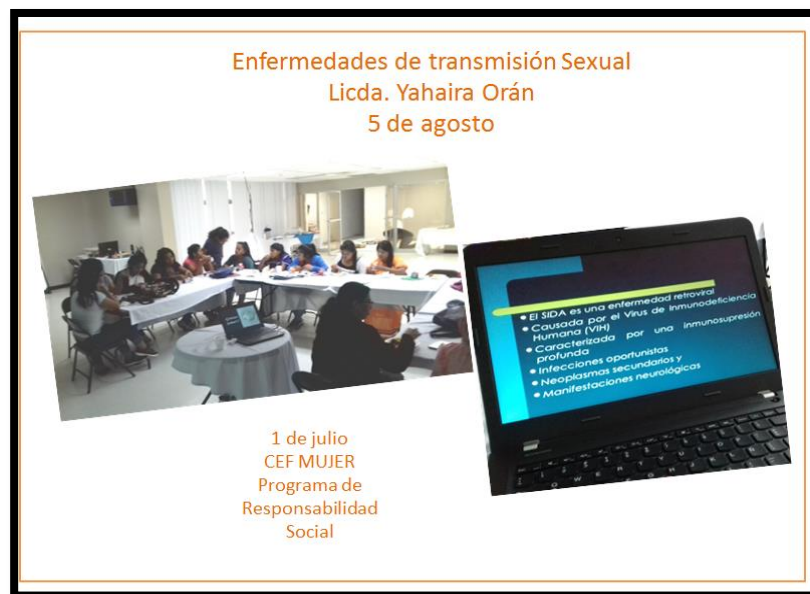 Enfermedades de transmisión Sexual
Licda. Yahaira Orán
5 de agosto
• El SIDA es una enfermedad retroviral
• Causada por el Virus de Inmunodeficiencia
Humana (VIH)
• Caracterizada por una inmunosupresión
profunda
• Infecciones oportunistas
• Neoplasmas secundarios y
• Manifestaciones neurológicas
1 de julio
CEF MUJER
Programa de
Responsabilidad
Social